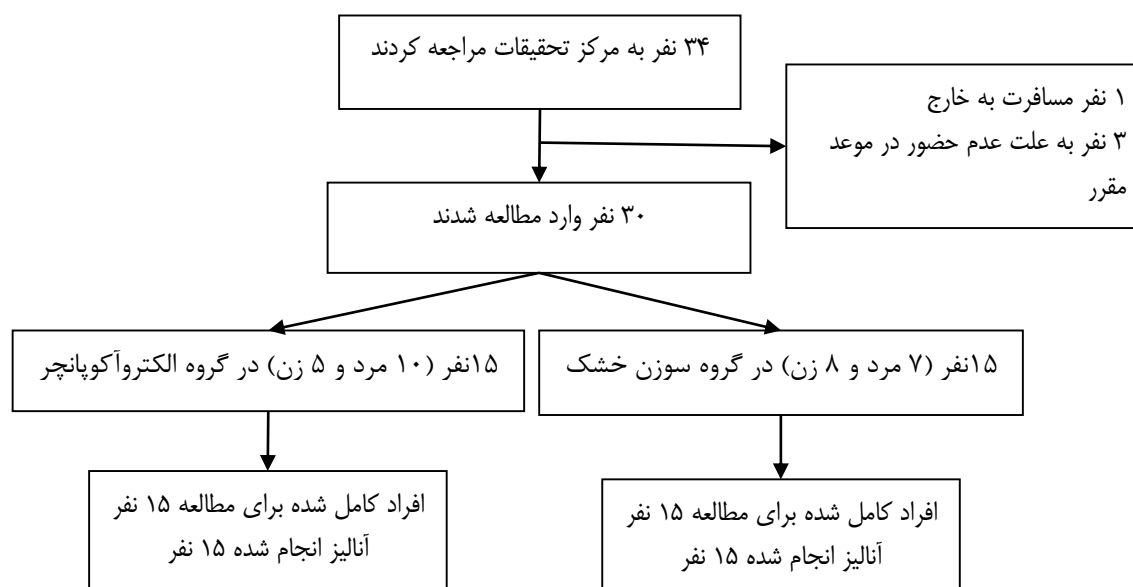 ۳۴ نفر به مرکز تحقیقات مراجعه کردند
۱ نفر مسافرت به خارج
۳ نفر به علت عدم حضور در موعد
مقرر
۳۰ نفر وارد مطالعه شدند
۱۵نفر (۷ مرد و ۸ زن) در گروه سوزن خشک
۱۵نفر (۱۰ مرد و ۵ زن) در گروه الکتروآکوپانچر
افراد کامل شده برای مطالعه ۱۵ نفر
آنالیز انجام شده ۱۵ نفر
افراد کامل شده برای مطالعه ۱۵ نفر
آنالیز انجام شده ۱۵ نفر